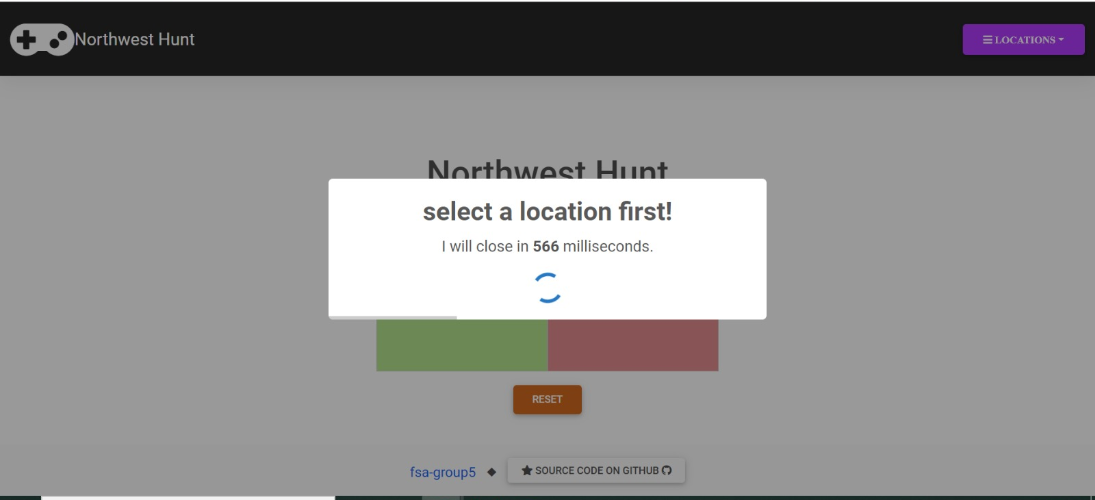 Northwest Hunt
LOCATIONS
Northwest Hunt
select a location first!
I will close in 566 milliseconds.
RESET
fsa-group5 ◆ SOURCE CODE ON GITHUB